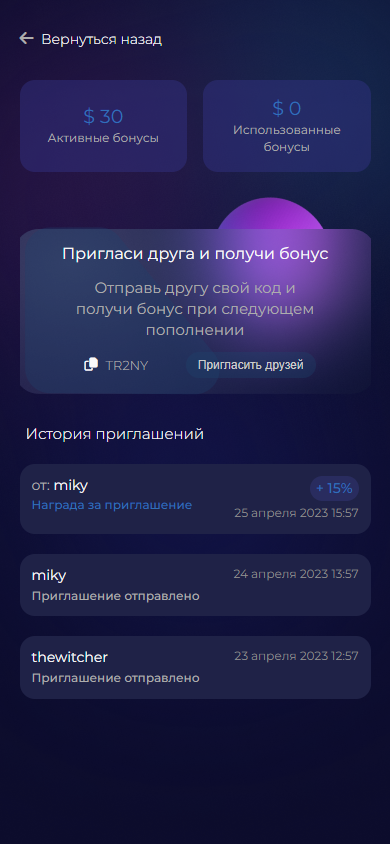 Вернуться назад
$ 30
Активные бонусы
$ 0
Использованные
бонусы
Пригласи друга и получи бонус
Отправь другу свой код и
получи бонус при следующем
пополнении
TR2NY
Пригласить друзей
История приглашений
от: miky
+ 15%
Награда за приглашение
25 апреля 2023 15:57
miky
24 апреля 2023 13:57
Приглашение отправлено
thewitcher
23 апреля 2023 12:57
Приглашение отправлено